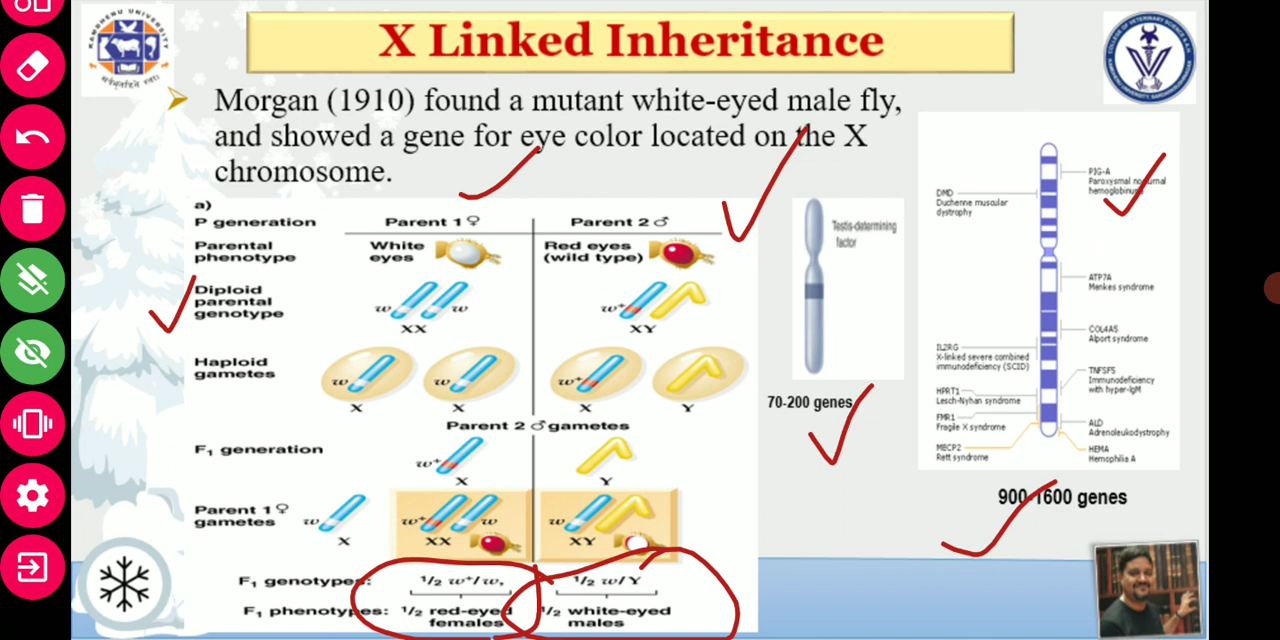 X Linked Inheritance
Morgan (1910) found a mutant white-eyed male fly,
and showed a gene for eye color located on the X
chromosome.
a)
P generation
Parent 1 ♀
Parent 2 ♂
Parental
phenotype
White
eyes
Red eyes
(wild type)
Diploid
parental
genotype
w
w
XX
w+
XY
Haploid
gametes
w
X
w
X
w+
X
Y
Parent 2 ♂ gametes
F1 generation
w+
X
Y
Parent 1 ♀
gametes
w
X
w+
w
XX
w
XY
F1 genotypes:
1/2 w+/w,
1/2 w/Y
F1 phenotypes:
1/2 red-eyed
females
1/2 white-eyed
males
Testis-determining
factor
70-200 genes
DMD
Duchenne muscular
dystrophy
IL2RG
X-linked severe combined
immunodeficiency (SCID)
HPRT1
Lesch-Nyhan syndrome
FMR1
Fragile X syndrome
MECP2
Rett syndrome
PIG-A
Paroxysmal nocturnal
hemoglobinuria
ATP7A
Menkes syndrome
COL4A5
Alport syndrome
TNFSF5
Immunodeficiency
with hyper-IgM
ALD
Adrenoleukodystrophy
HEMA
Hemophilia A
900-1600 genes
KAMDHENU UNIVERSITY